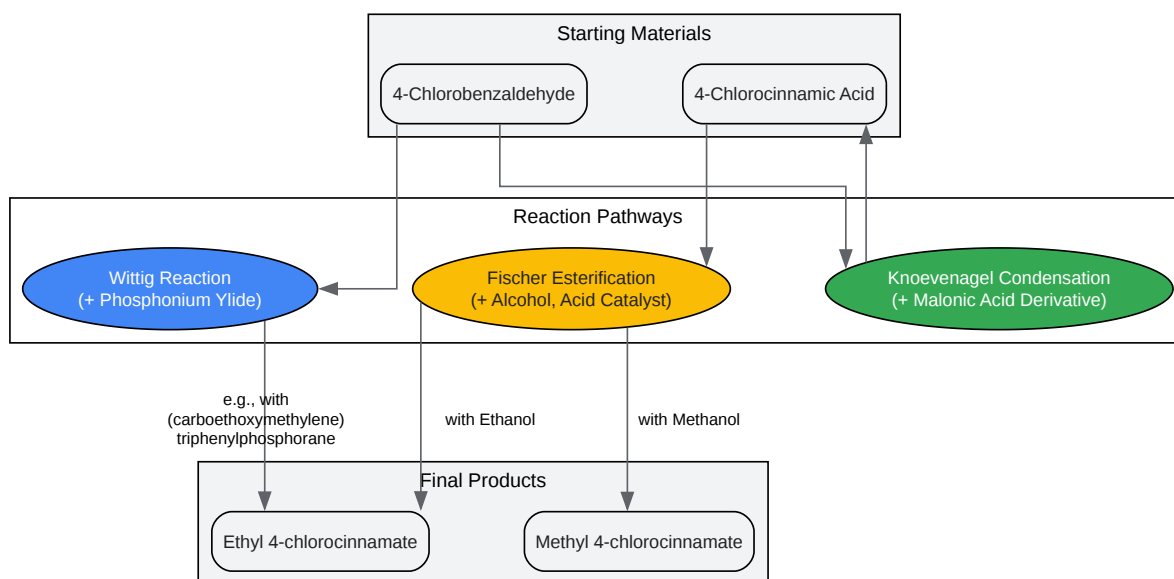 Starting Materials
4-Chlorobenzaldehyde
4-Chlorocinnamic Acid
Reaction Pathways
Wittig Reaction
(+ Phosphonium Ylide)
Fischer Esterification
(+ Alcohol, Acid Catalyst)
Knoevenagel Condensation
(+ Malonic Acid Derivative)
e.g., with
(carboethoxymethylene)
triphenylphosphorane
with Ethanol
with Methanol
Final Products
Ethyl 4-chlorocinnamate
Methyl 4-chlorocinnamate